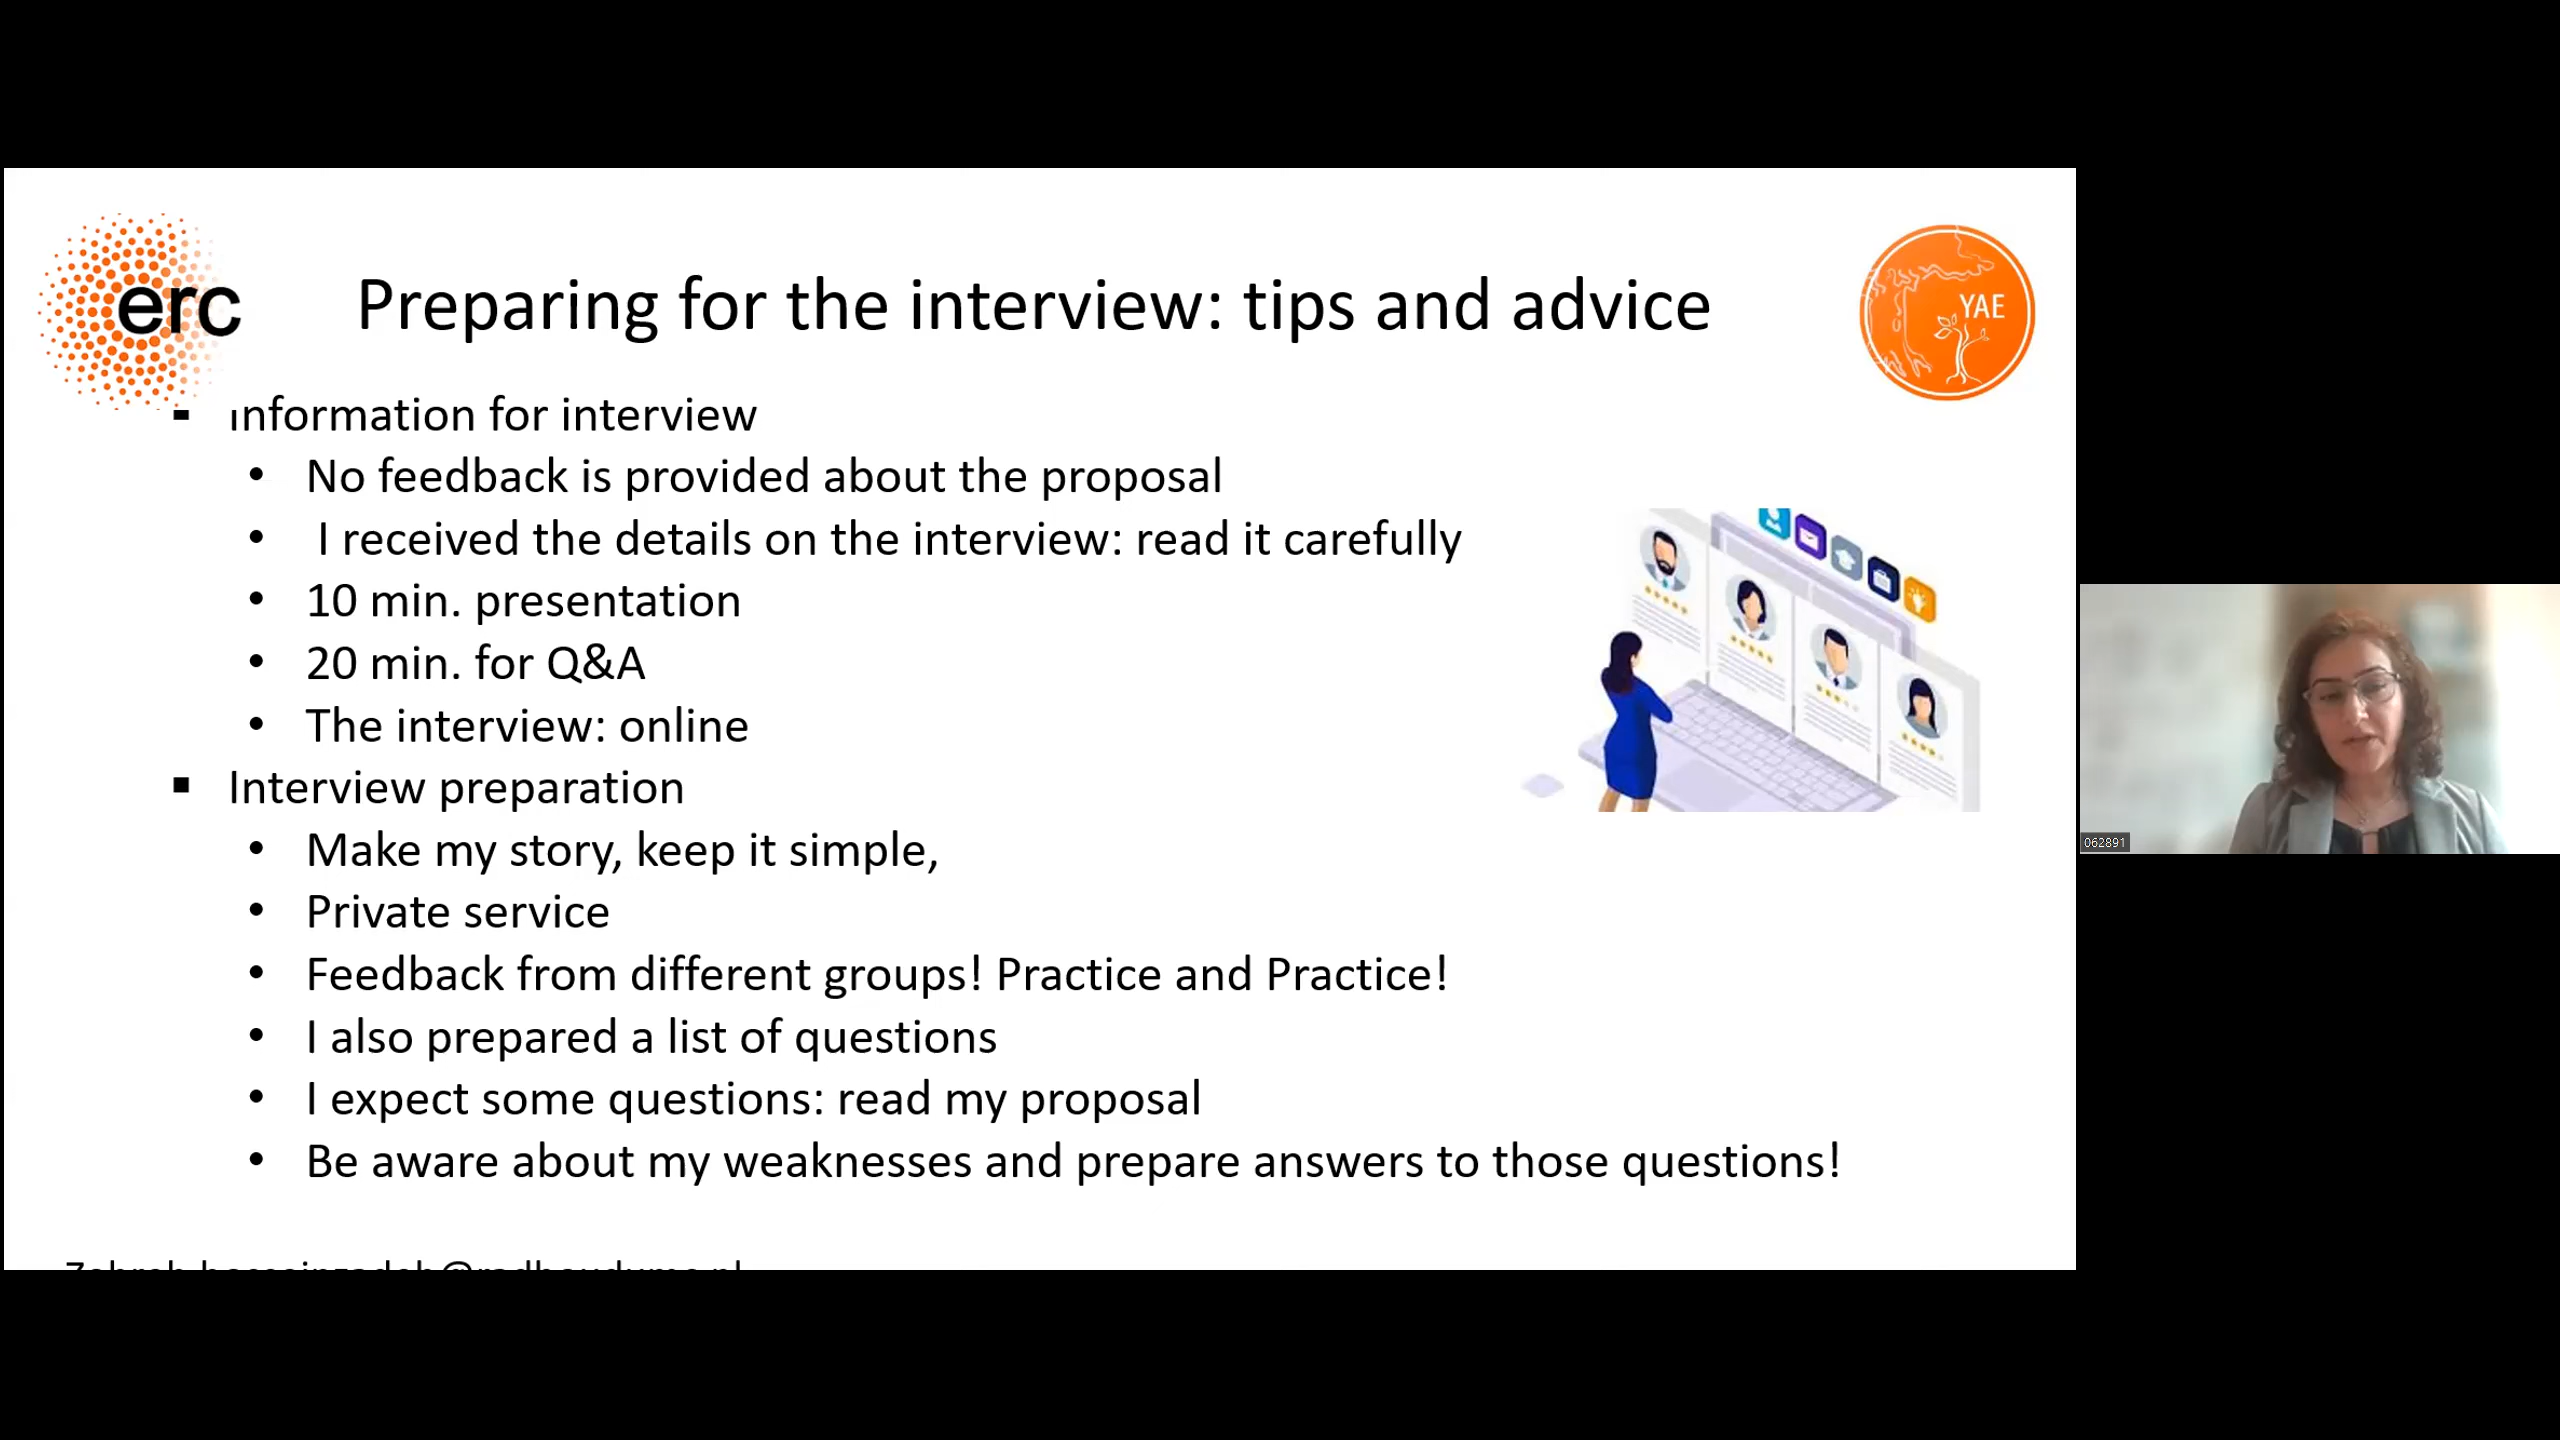 erc
Preparing for the interview: tips and advice
YAE
Information for interview
No feedback is provided about the proposal
I received the details on the interview: read it carefully
10 min. presentation
20 min. for Q&A
The interview: online
Interview preparation
Make my story, keep it simple,
Private service
Feedback from different groups! Practice and Practice!
I also prepared a list of questions
I expect some questions: read my proposal
Be aware about my weaknesses and prepare answers to those questions!
062891